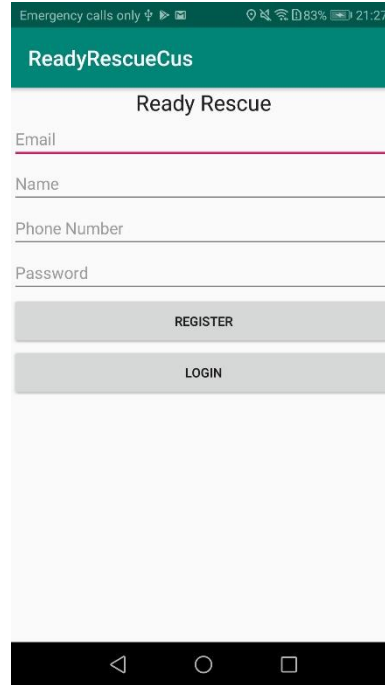 Emergency calls only 83% 21:27
ReadyRescueCus
Ready Rescue
Email
Name
Phone Number
Password
REGISTER
LOGIN